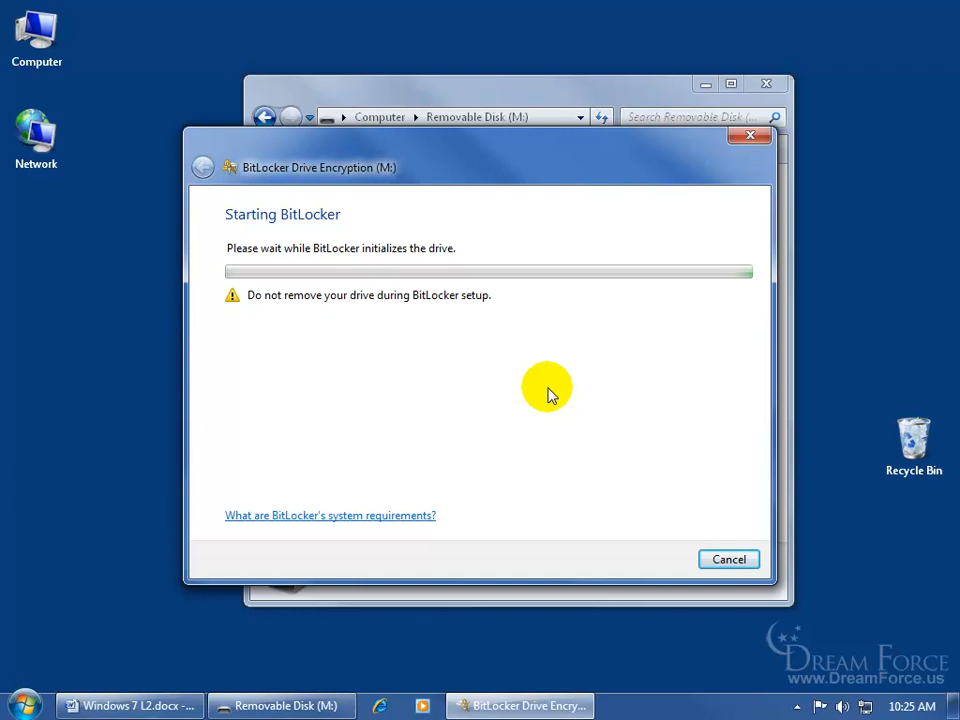 Computer
Network
Computer
Removable Disk (M:)
Search Removable Disk (...
BitLocker Drive Encryption (M:)
Starting BitLocker
Please wait while BitLocker initializes the drive.
Do not remove your drive during BitLocker setup.
What are BitLocker's system requirements?
Cancel
Recycle Bin
DREAM FORCE
www.DreamForce.us
Windows 7 L2.docx -...
Removable Disk (M:)
BitLocker Drive Encry...
10:25 AM